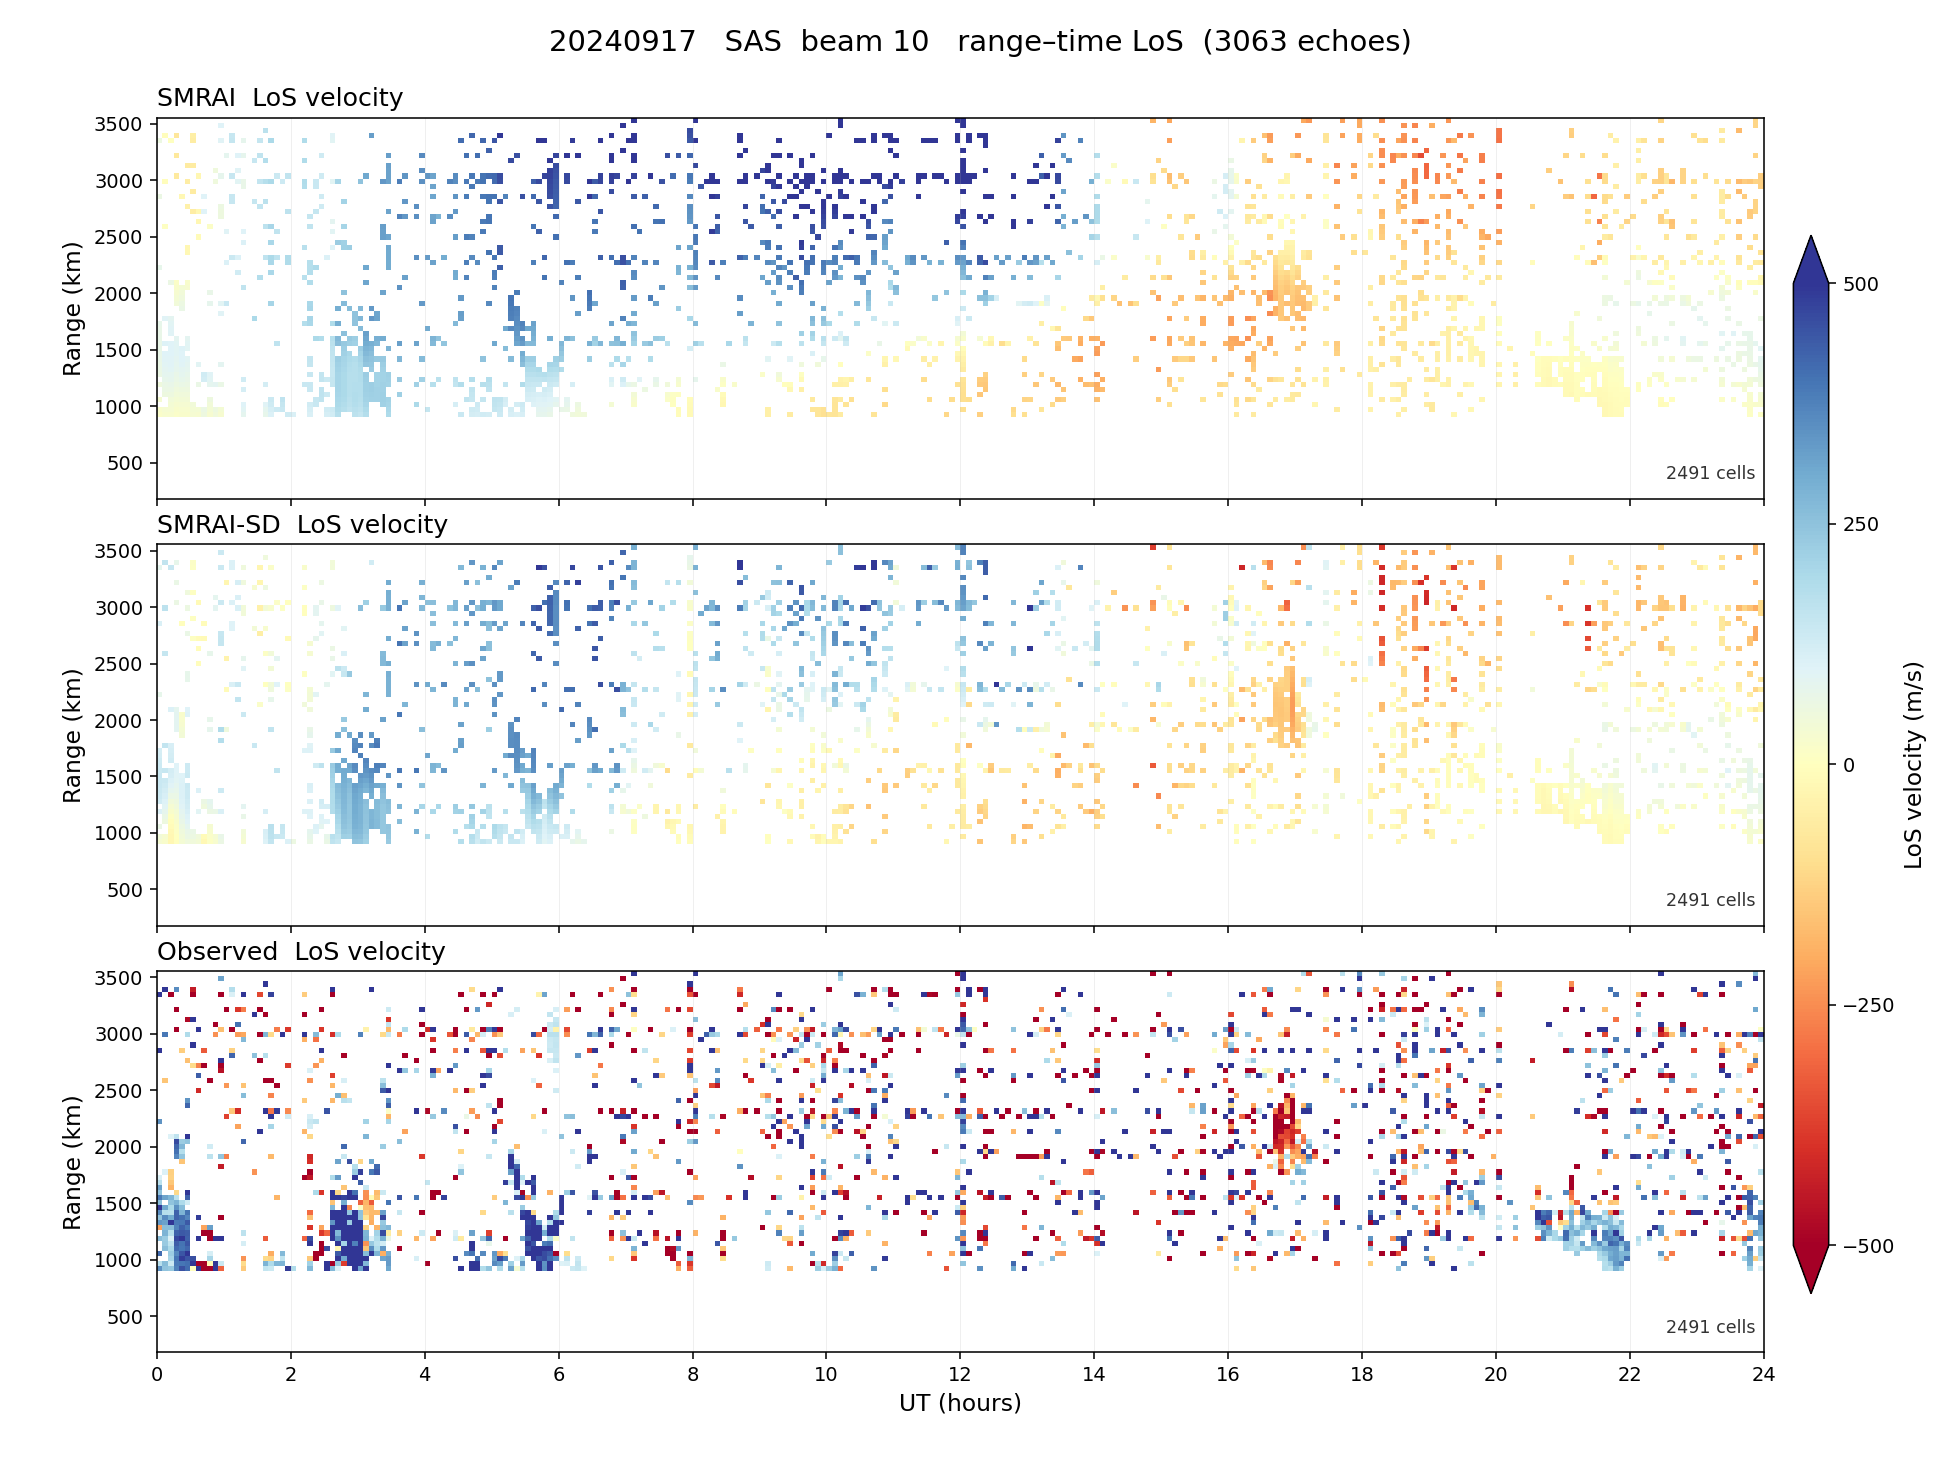 20240917   SAS  beam 10   range–time LoS  (3063 echoes)
SMRAI  LoS velocity
3500
3000
2500
2000
1500
1000
500
Range (km)
2491 cells
SMRAI-SD  LoS velocity
3500
3000
2500
2000
1500
1000
500
Range (km)
2491 cells
Observed  LoS velocity
3500
3000
2500
2000
1500
1000
500
Range (km)
2491 cells
0 2 4 6 8 10 12 14 16 18 20 22 24
UT (hours)
500
250
0
−250
−500
LoS velocity (m/s)